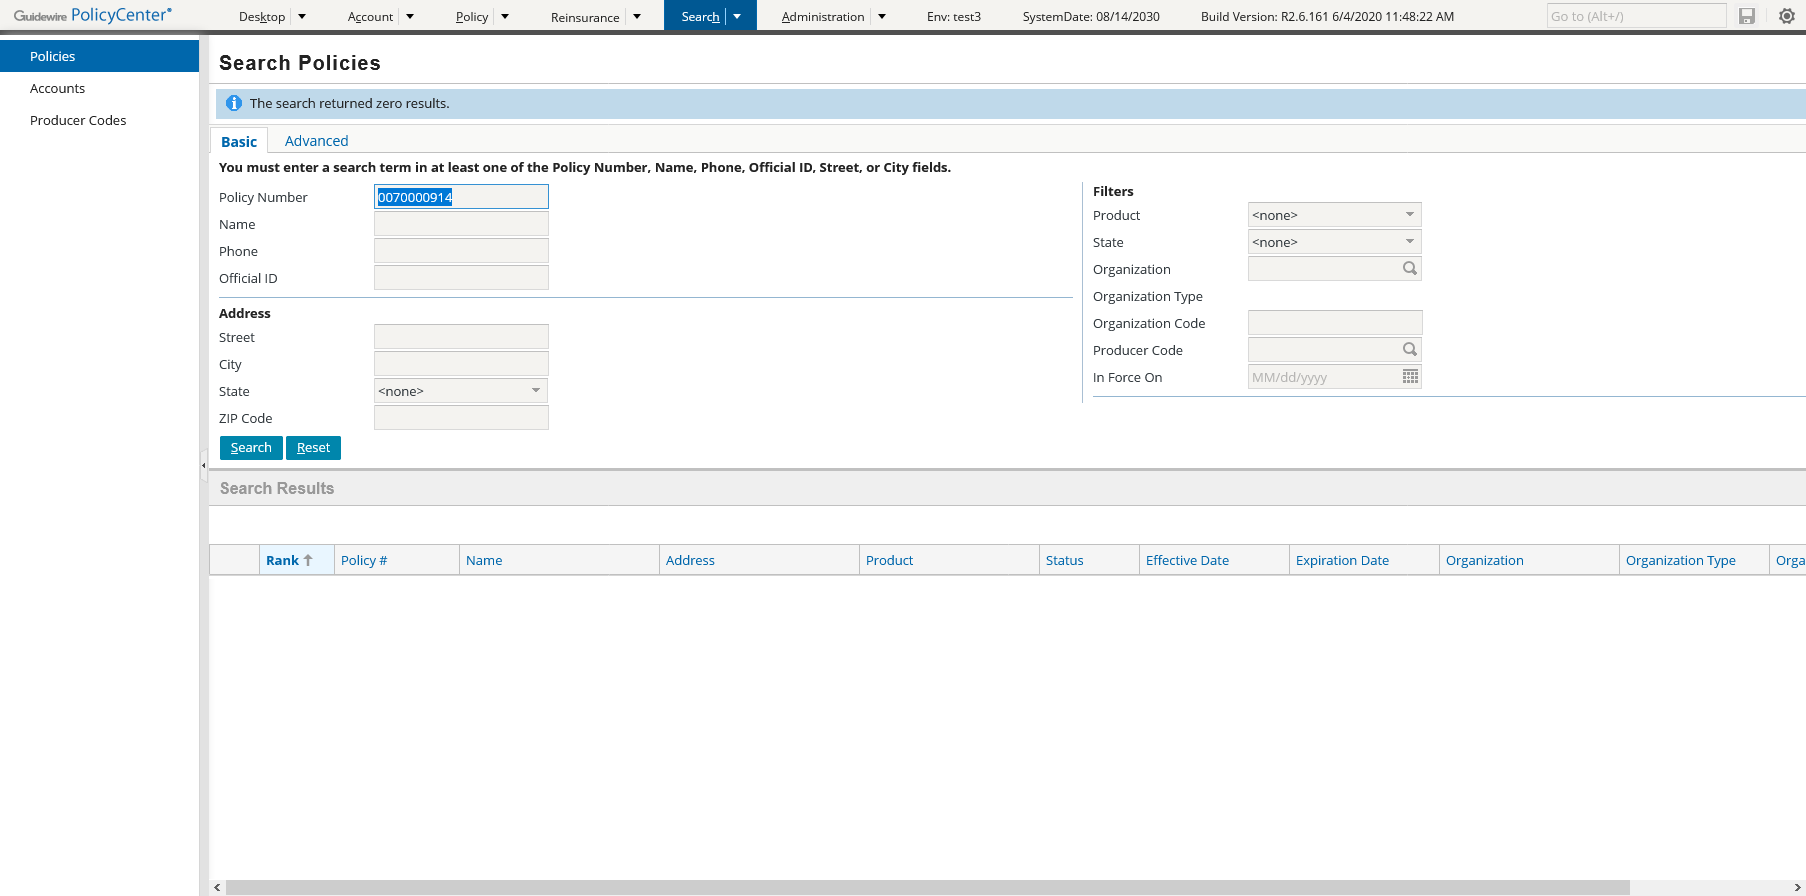 Guidewire PolicyCenter
Desktop Account Policy Reinsurance Search Administration Env: test3 SystemDate: 08/14/2030 Build Version: R2.6.161 6/4/2020 11:48:22 AM Go to (Alt+/)
Policies
Accounts
Producer Codes
Search Policies
The search returned zero results.
Basic Advanced
You must enter a search term in at least one of the Policy Number, Name, Phone, Official ID, Street, or City fields.
Policy Number 0070000914
Name
Phone
Official ID
Address
Street
City
State <none>
ZIP Code
Search Reset
Filters
Product <none>
State <none>
Organization
Organization Type
Organization Code
Producer Code
In Force On MM/dd/yyyy
Search Results
Rank Policy # Name Address Product Status Effective Date Expiration Date Organization Organization Type Orga